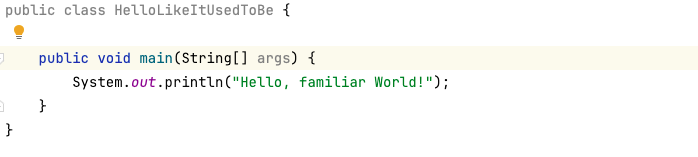 public class HelloLikeItUsedToBe {
public void main(String[] args) {
System.out.println("Hello, familiar World!");
}
}